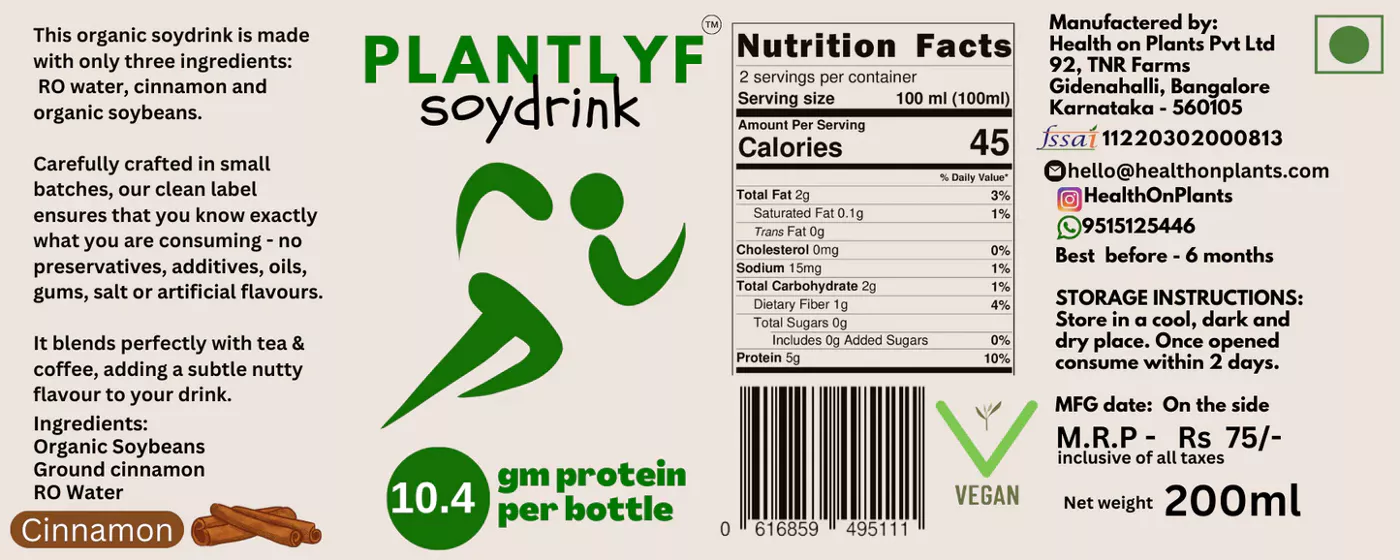 This organic soydrink is made
with only three ingredients:
RO water, cinnamon and
organic soybeans.
Carefully crafted in small
batches, our clean label
ensures that you know exactly
what you are consuming - no
preservatives, additives, oils,
gums, salt or artificial flavours.
It blends perfectly with tea &
coffee, adding a subtle nutty
flavour to your drink.
Ingredients:
Organic Soybeans
Ground cinnamon
RO Water
Cinnamon
PLANTLYF TM
soydrink
10.4 gm protein
per bottle
Nutrition Facts
2 servings per container
Serving size 100 ml (100ml)
Amount Per Serving
Calories 45
% Daily Value*
Total Fat 2g 3%
Saturated Fat 0.1g 1%
Trans Fat 0g
Cholesterol 0mg 0%
Sodium 15mg 1%
Total Carbohydrate 2g 1%
Dietary Fiber 1g 4%
Total Sugars 0g
Includes 0g Added Sugars 0%
Protein 5g 10%
0 616859 495111
VEGAN
Manufactered by:
Health on Plants Pvt Ltd
92, TNR Farms
Gidenahalli, Bangalore
Karnataka - 560105
fssai 11220302000813
hello@healthonplants.com
HealthOnPlants
9515125446
Best before - 6 months
STORAGE INSTRUCTIONS:
Store in a cool, dark and
dry place. Once opened
consume within 2 days.
MFG date: On the side
M.R.P - Rs 75/-
inclusive of all taxes
Net weight 200ml